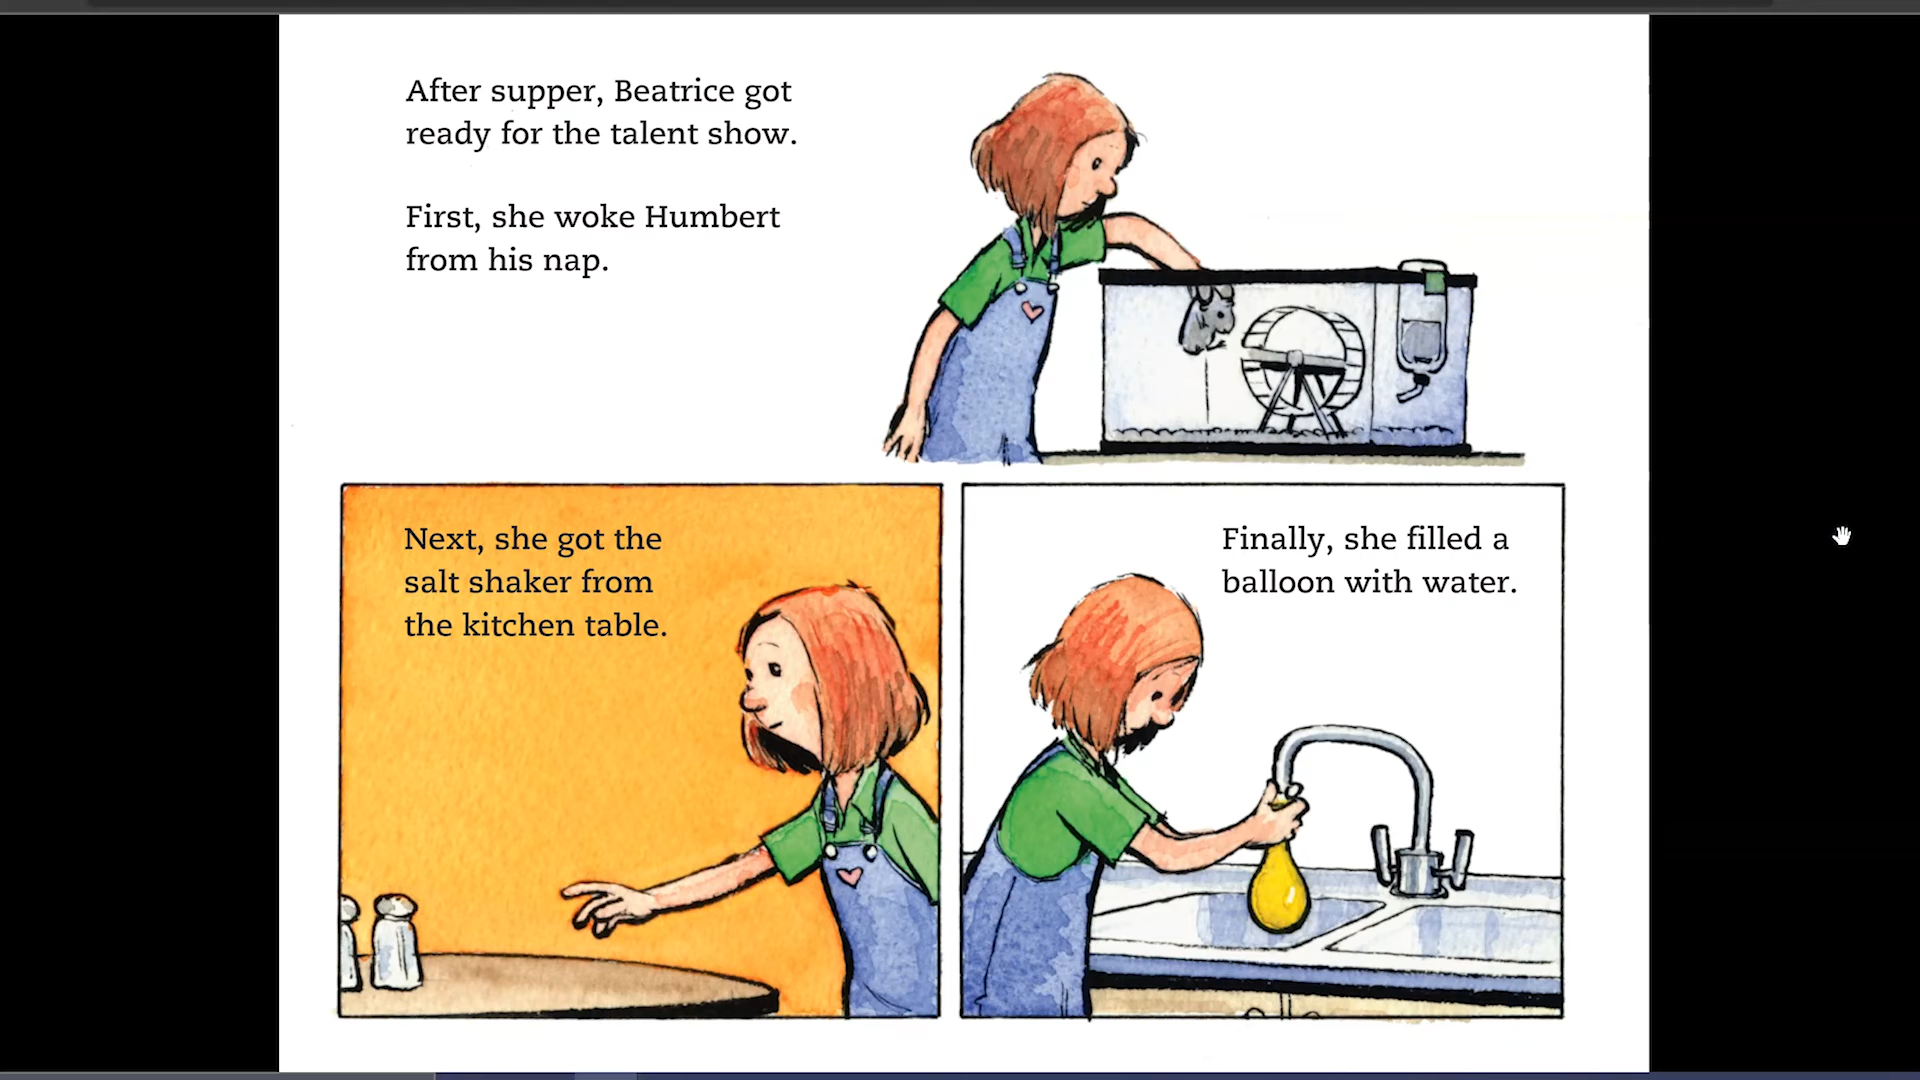 After supper, Beatrice got
ready for the talent show.
First, she woke Humbert
from his nap.
Next, she got the
salt shaker from
the kitchen table.
Finally, she filled a
balloon with water.